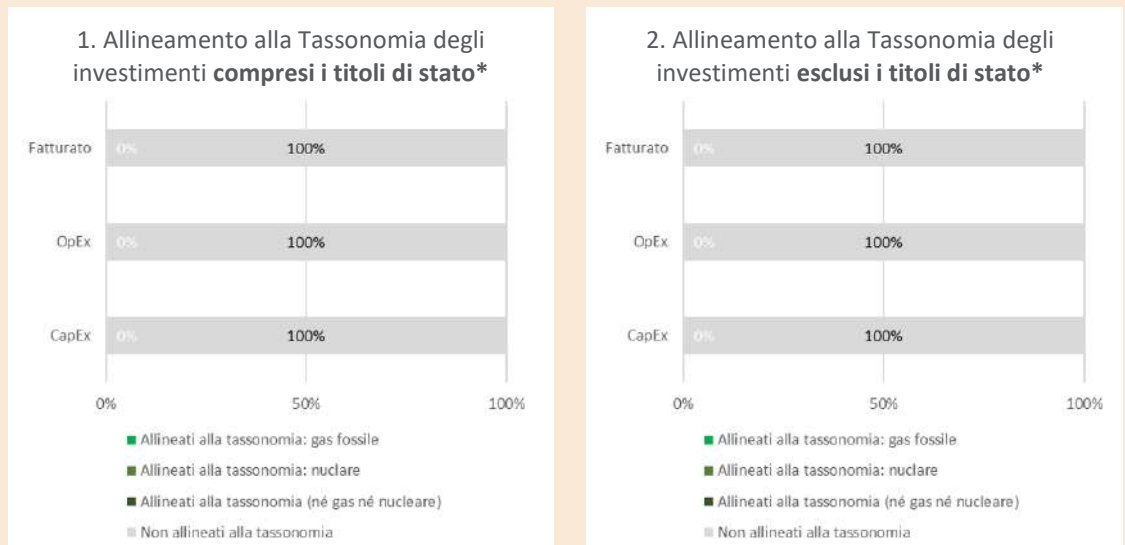 1. Allineamento alla Tassonomia degli
investimenti compresi i titoli di stato*
Fatturato
0%
100%
OpEx
0%
100%
CapEx
0%
100%
0%
50%
100%
Allineati alla tassonomia: gas fossile
Allineati alla tassonomia: nuclare
Allineati alla tassonomia (né gas né nucleare)
Non allineati alla tassonomia
2. Allineamento alla Tassonomia degli
investimenti esclusi i titoli di stato*
Fatturato
0%
100%
OpEx
0%
100%
CapEx
0%
100%
0%
50%
100%
Allineati alla tassonomia: gas fossile
Allineati alla tassonomia: nuclare
Allineati alla tassonomia (né gas né nucleare)
Non allineati alla tassonomia